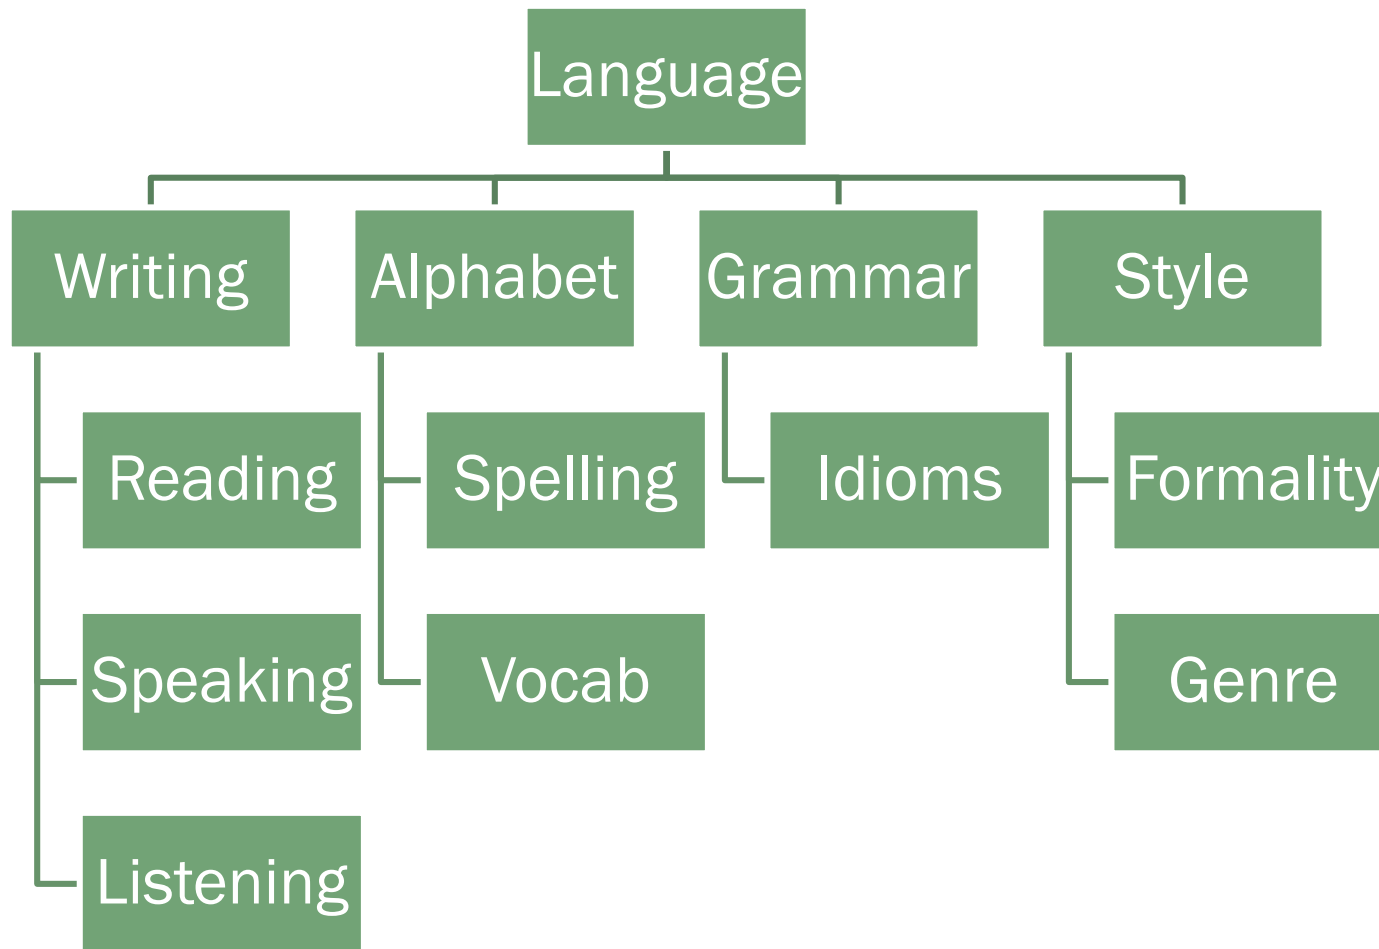 Language
Writing
Alphabet
Grammar
Style
Reading
Spelling
Idioms
Formality
Speaking
Vocab
Genre
Listening